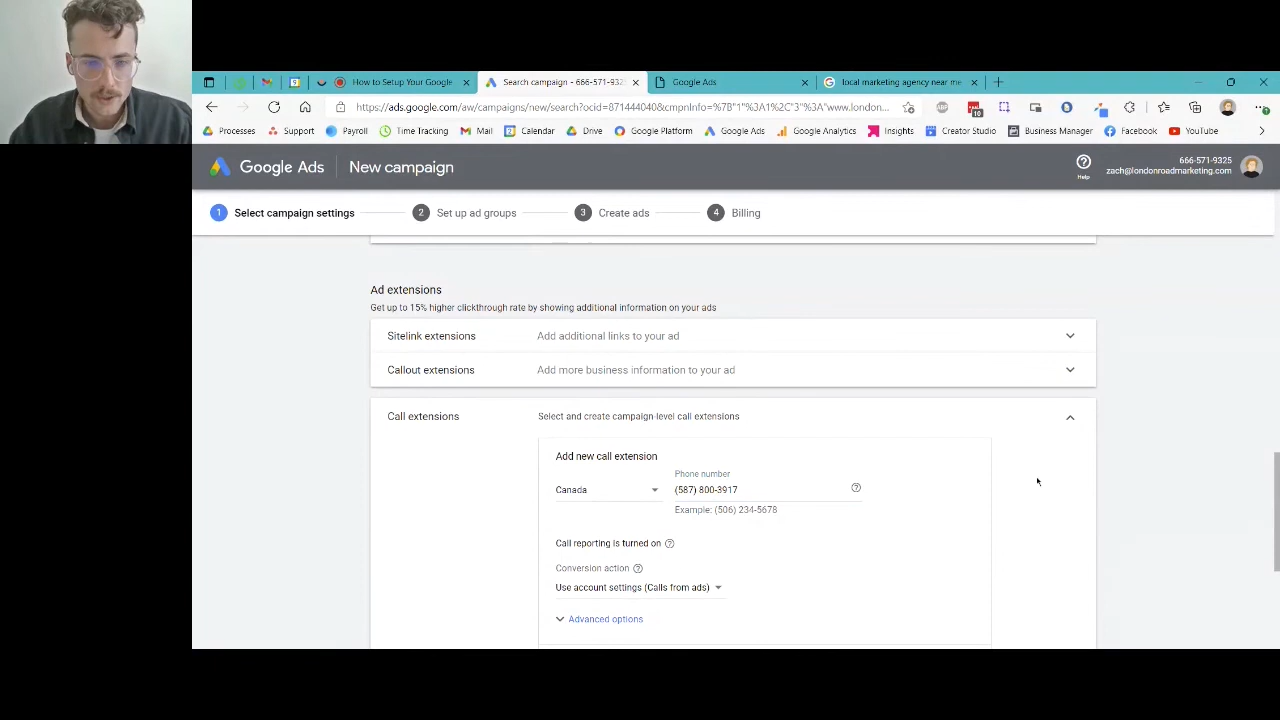 How to Setup Your Google
Search campaign - 666-571-932
Google Ads
local marketing agency near me
https://ads.google.com/aw/campaigns/new/search?ocid=871444040&cmpnInfo=%7B"1"%3A1%2C"3"%3A"www.london...
10
Processes
Support
Payroll
Time Tracking
Mail
Calendar
Drive
Google Platform
Google Ads
Google Analytics
Insights
Creator Studio
Business Manager
Facebook
YouTube
Google Ads
New campaign
Help
666-571-9325
zach@londonroadmarketing.com
1 Select campaign settings
2 Set up ad groups
3 Create ads
4 Billing
Ad extensions
Get up to 15% higher clickthrough rate by showing additional information on your ads
Sitelink extensions
Add additional links to your ad
Callout extensions
Add more business information to your ad
Call extensions
Select and create campaign-level call extensions
Add new call extension
Phone number
Canada
(587) 800-3917
Example: (506) 234-5678
Call reporting is turned on
Conversion action
Use account settings (Calls from ads)
Advanced options